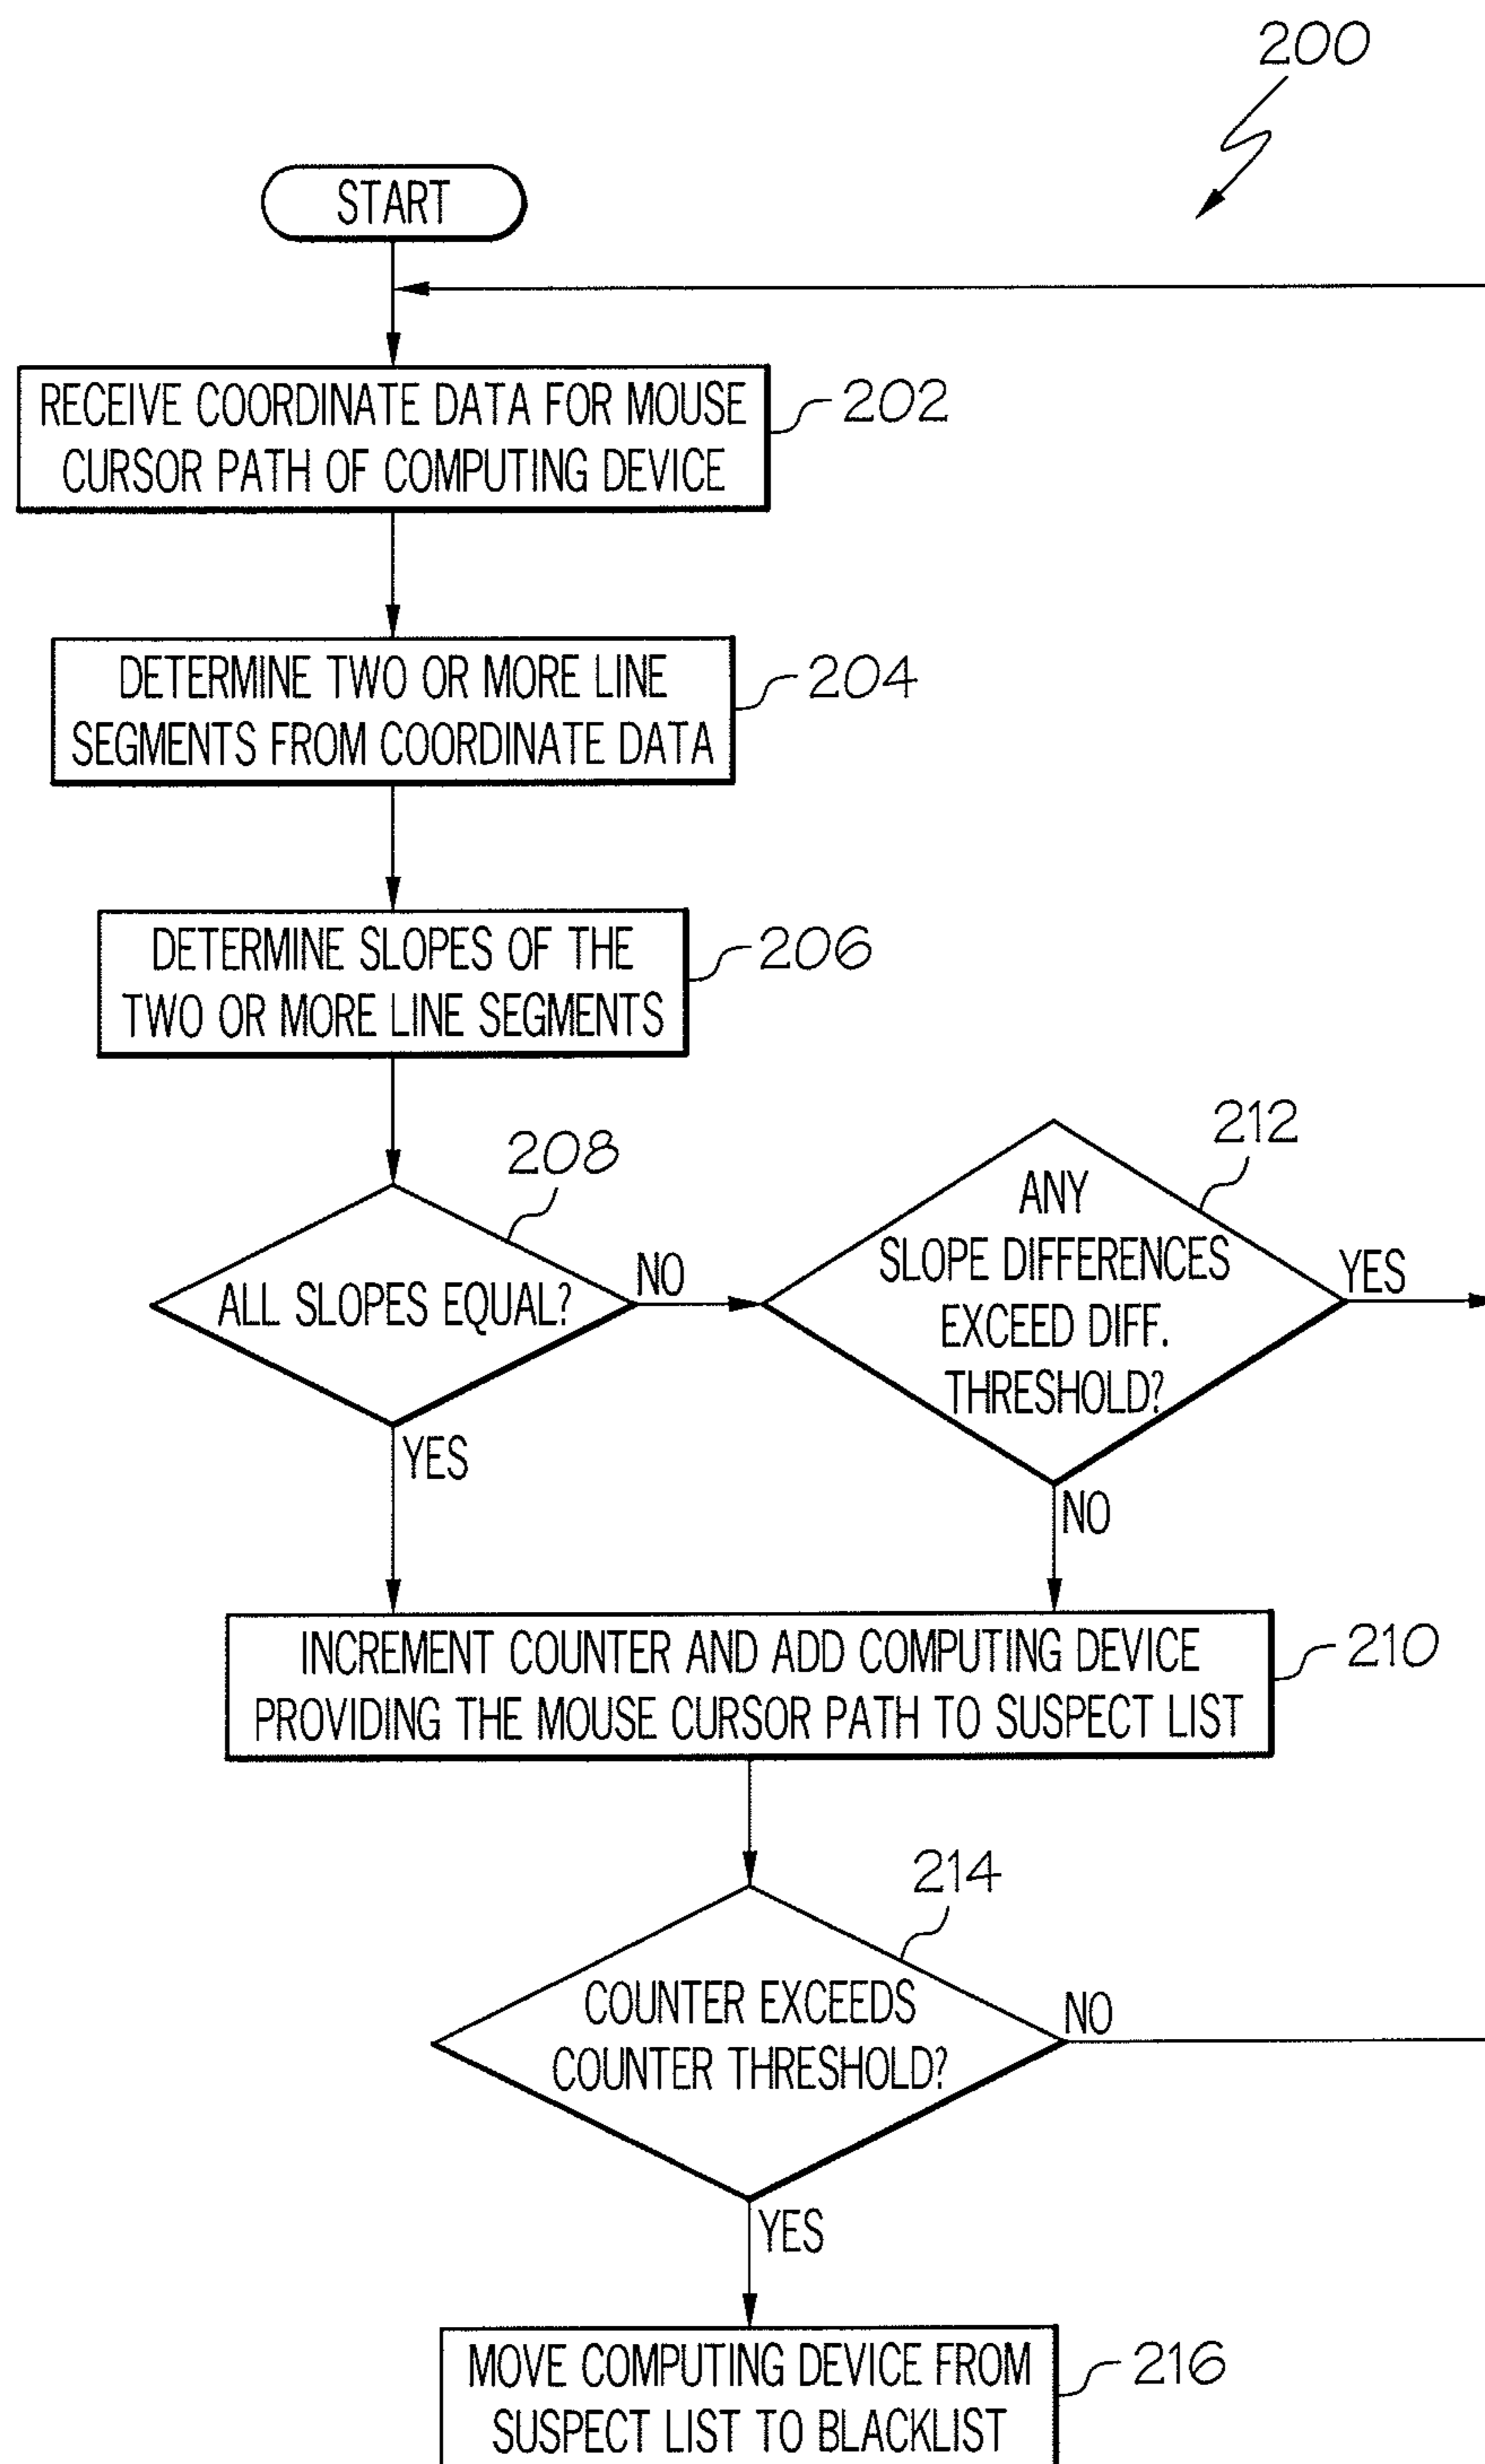 200
START
RECEIVE COORDINATE DATA FOR MOUSE
CURSOR PATH OF COMPUTING DEVICE
202
DETERMINE TWO OR MORE LINE
SEGMENTS FROM COORDINATE DATA
204
DETERMINE SLOPES OF THE
TWO OR MORE LINE SEGMENTS
206
208
ALL SLOPES EQUAL?
NO
YES
212
ANY
SLOPE DIFFERENCES
EXCEED DIFF.
THRESHOLD?
YES
NO
INCREMENT COUNTER AND ADD COMPUTING DEVICE
PROVIDING THE MOUSE CURSOR PATH TO SUSPECT LIST
210
214
COUNTER EXCEEDS
COUNTER THRESHOLD?
NO
YES
MOVE COMPUTING DEVICE FROM
SUSPECT LIST TO BLACKLIST
216